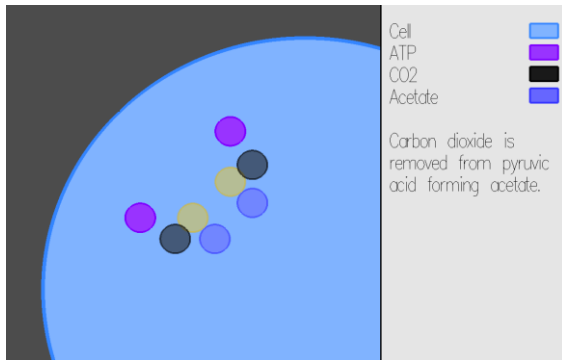 Cell
ATP
CO2
Acetate
Carbon dioxide is
removed from pyruvic
acid forming acetate.